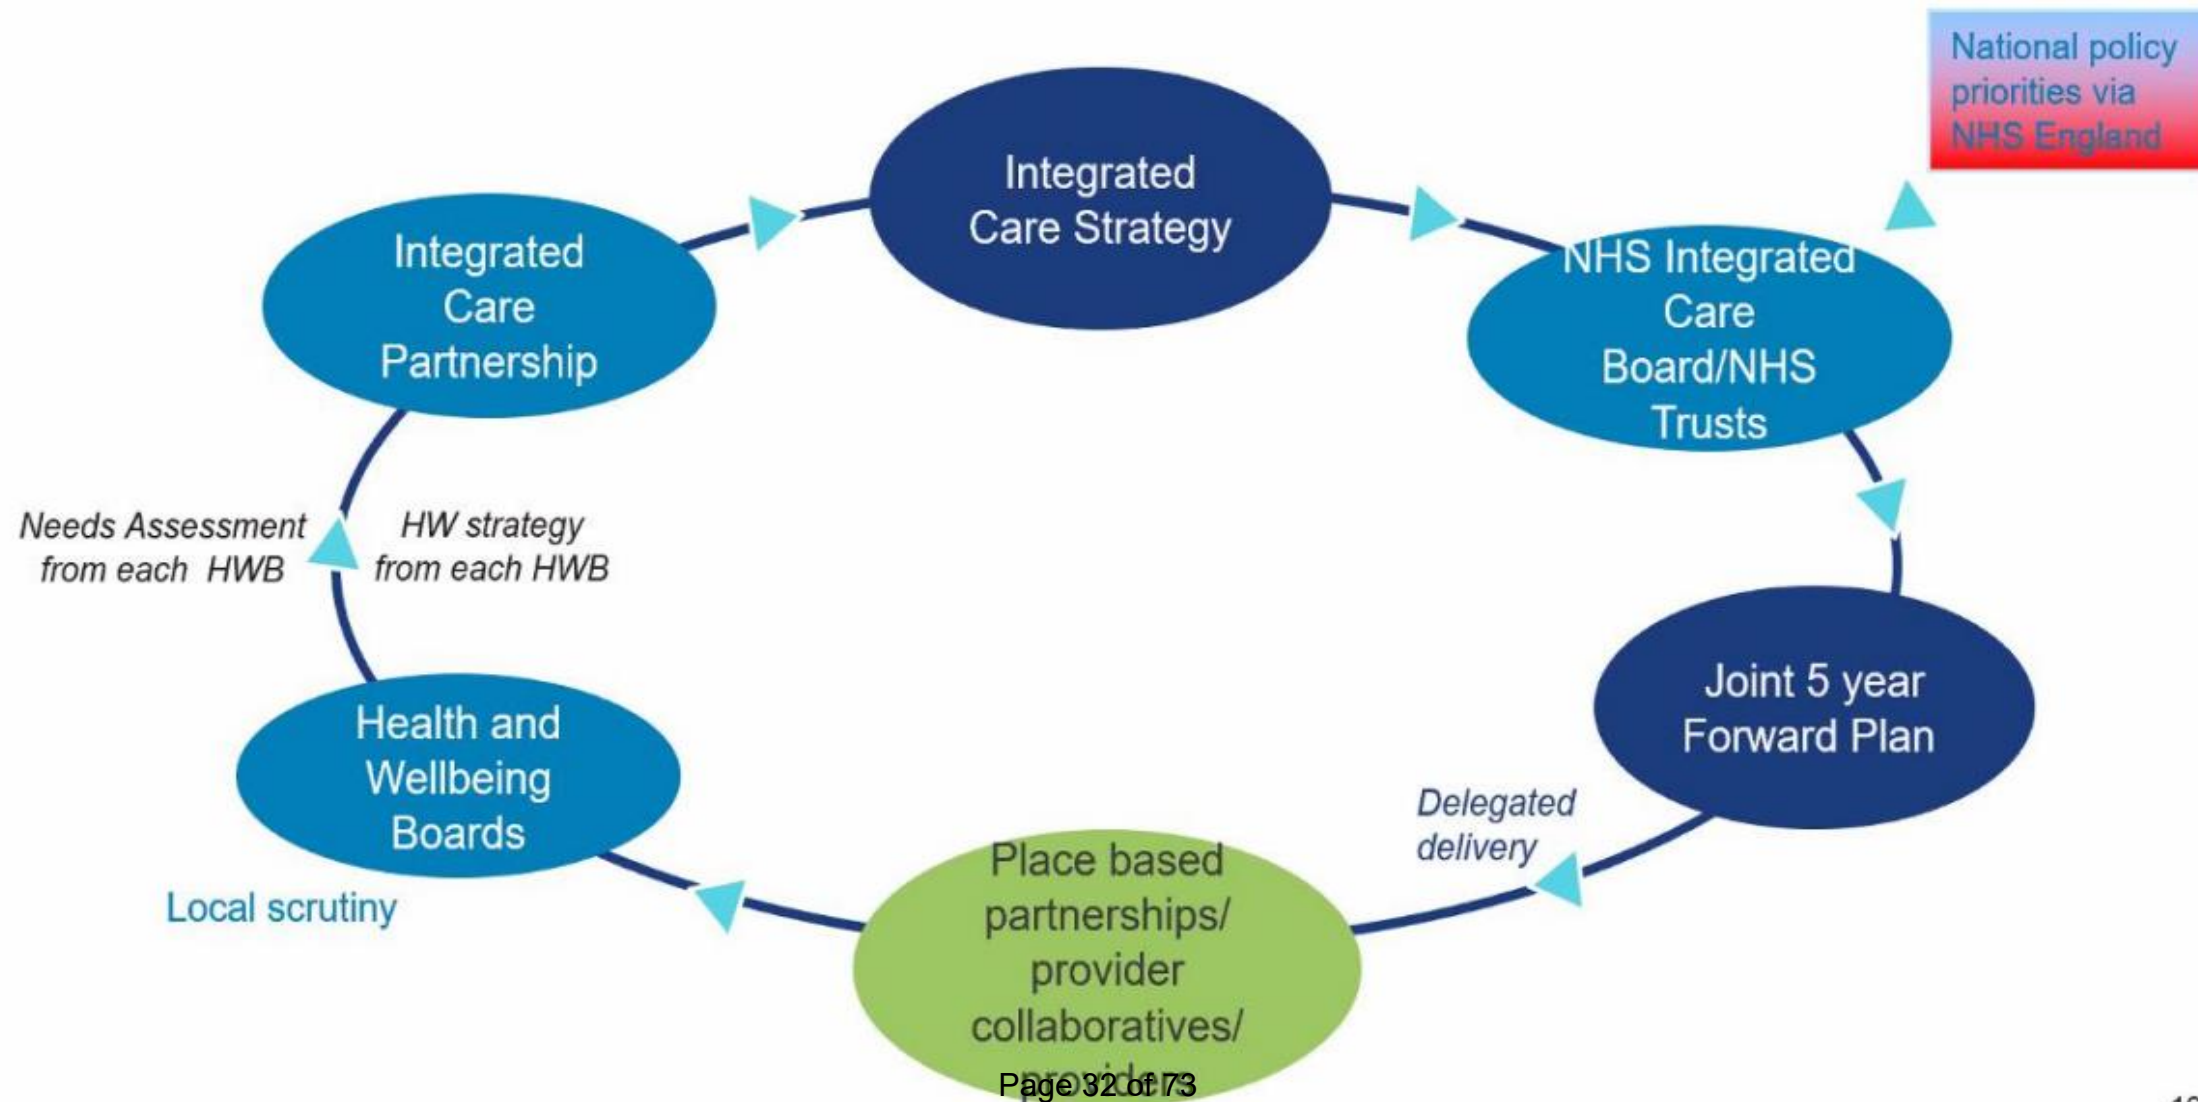 National policy
priorities via
NHS England
Integrated
Care Strategy
Integrated
Care
Partnership
NHS Integrated
Care
Board/NHS
Trusts
Needs Assessment
from each HWB
HW strategy
from each HWB
Joint 5 year
Forward Plan
Health and
Wellbeing
Boards
Delegated
delivery
Local scrutiny
Place based
partnerships/
provider
collaboratives/
providers
Page 32 of 73